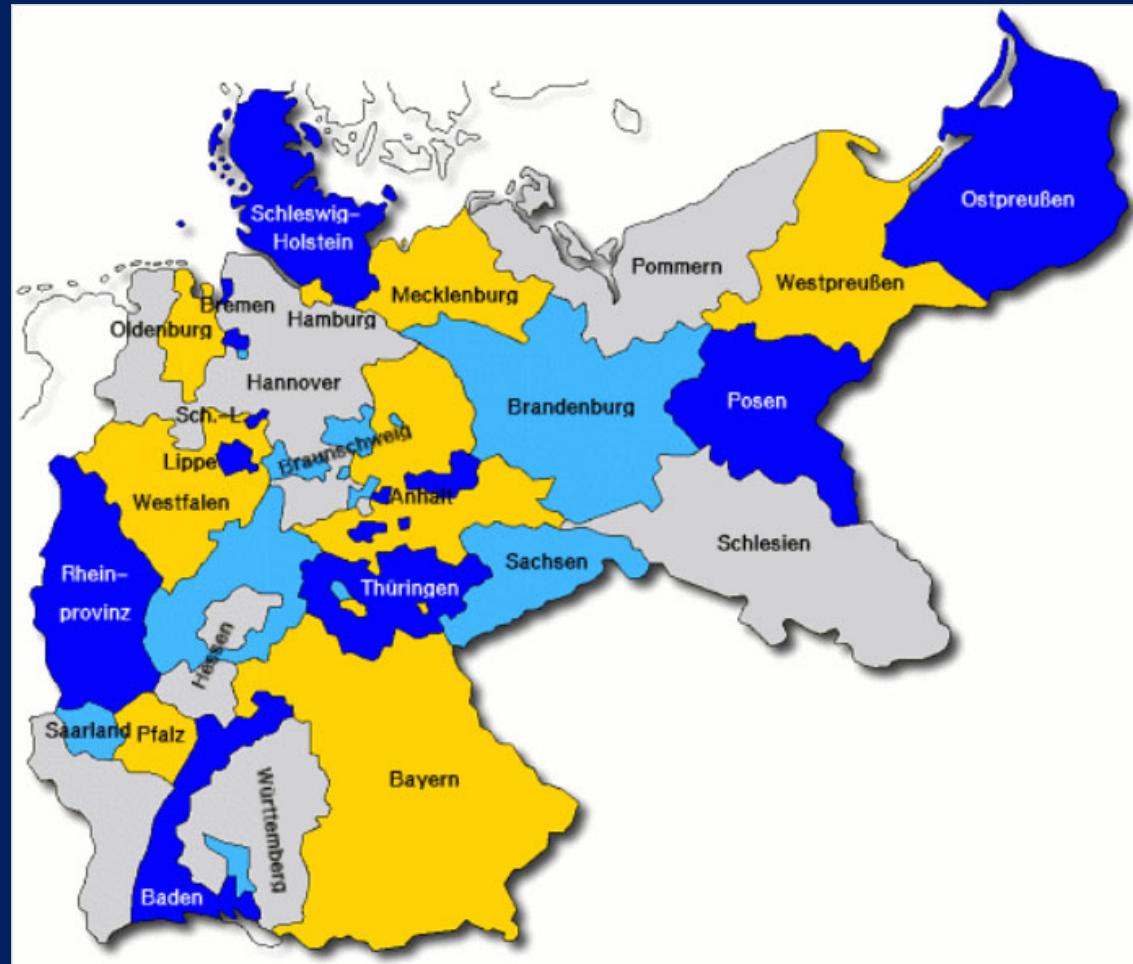 Schleswig-
Holstein
Ostpreußen
Pommern
Westpreußen
Mecklenburg
Bremen
Hamburg
Oldenburg
Hannover
Brandenburg
Posen
Sch.-L.
Braunschweig
Lippe
Westfalen
Anhalt
Schlesien
Sachsen
Rhein-
provinz
Thüringen
Hessen
Saarland
Pfalz
Bayern
Württemberg
Baden